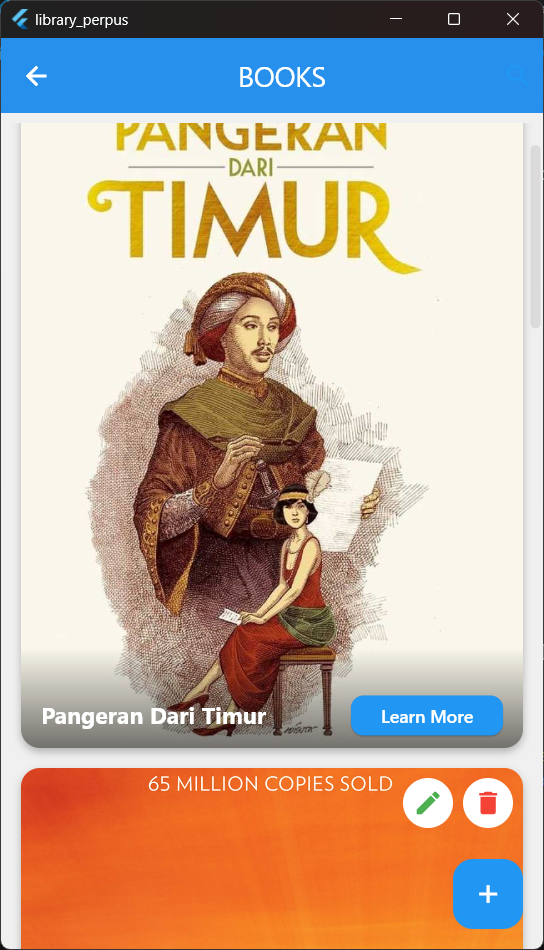 library_perpus
BOOKS
PANGERAN
DARI
TIMUR
Pangeran Dari Timur
Learn More
65 MILLION COPIES SOLD